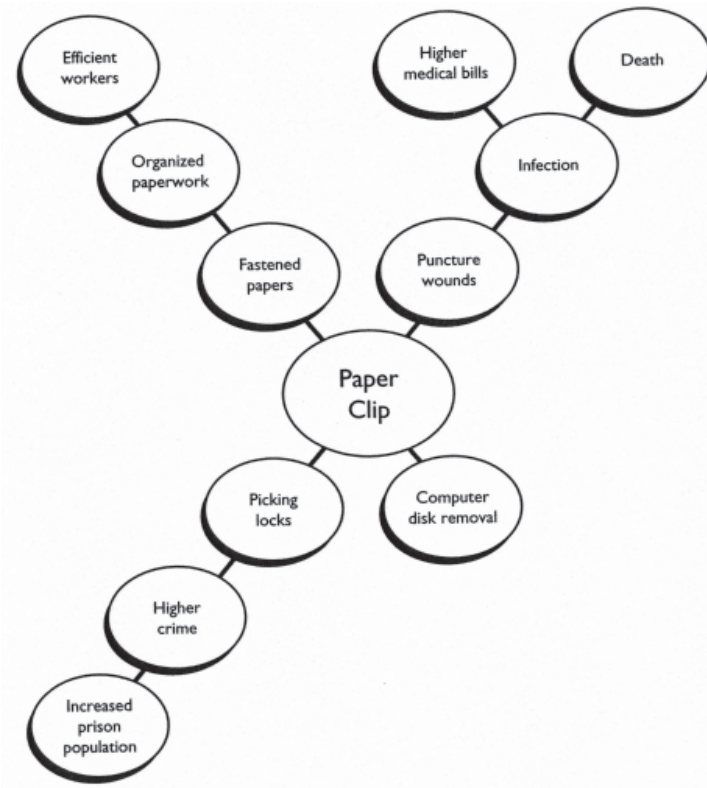 Efficient
workers
Higher
medical bills
Death
Organized
paperwork
Infection
Fastened
papers
Puncture
wounds
Paper
Clip
Picking
locks
Computer
disk removal
Higher
crime
Increased
prison
population